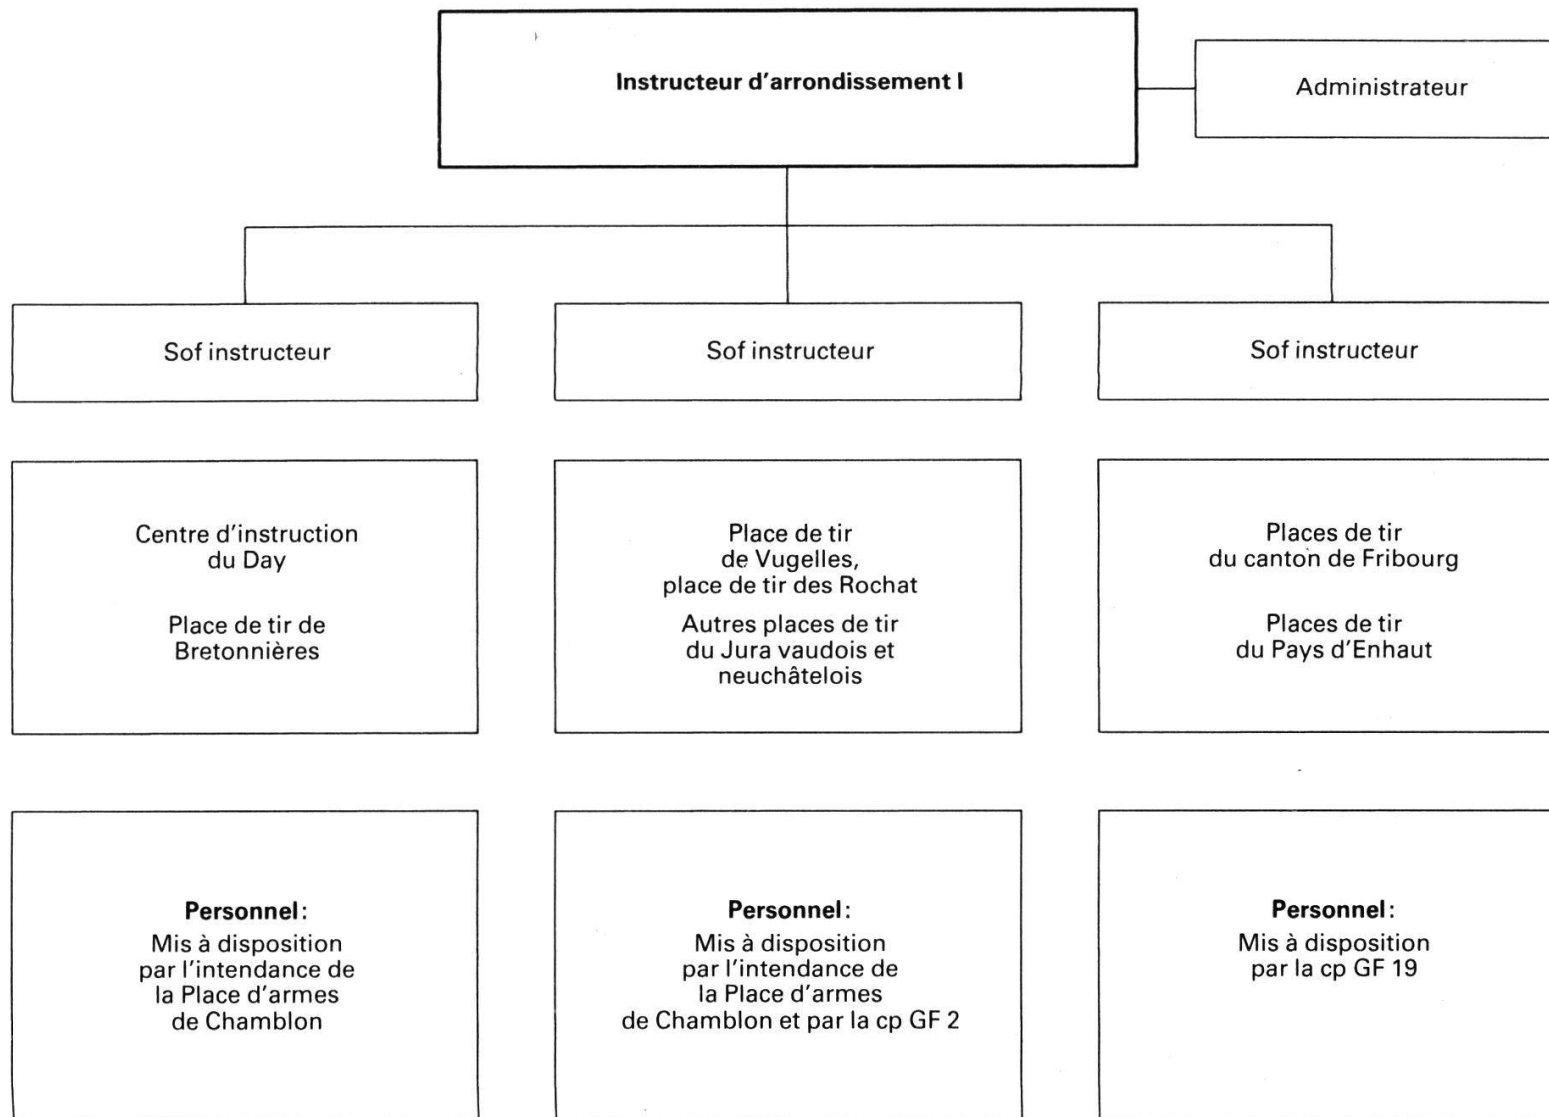 Instructeur d'arrondissement I
Administrateur
Sof instructeur
Sof instructeur
Sof instructeur
Centre d'instruction
du Day
Place de tir de
Bretonnières
Place de tir
de Vugelles,
place de tir des Rochat
Autres places de tir
du Jura vaudois et
neuchâtelois
Places de tir
du canton de Fribourg
Places de tir
du Pays d'Enhaut
Personnel:
Mis à disposition
par l'intendance de
la Place d'armes
de Chamblon
Personnel:
Mis à disposition
par l'intendance de
la Place d'armes
de Chamblon et par la cp GF 2
Personnel:
Mis à disposition
par la cp GF 19